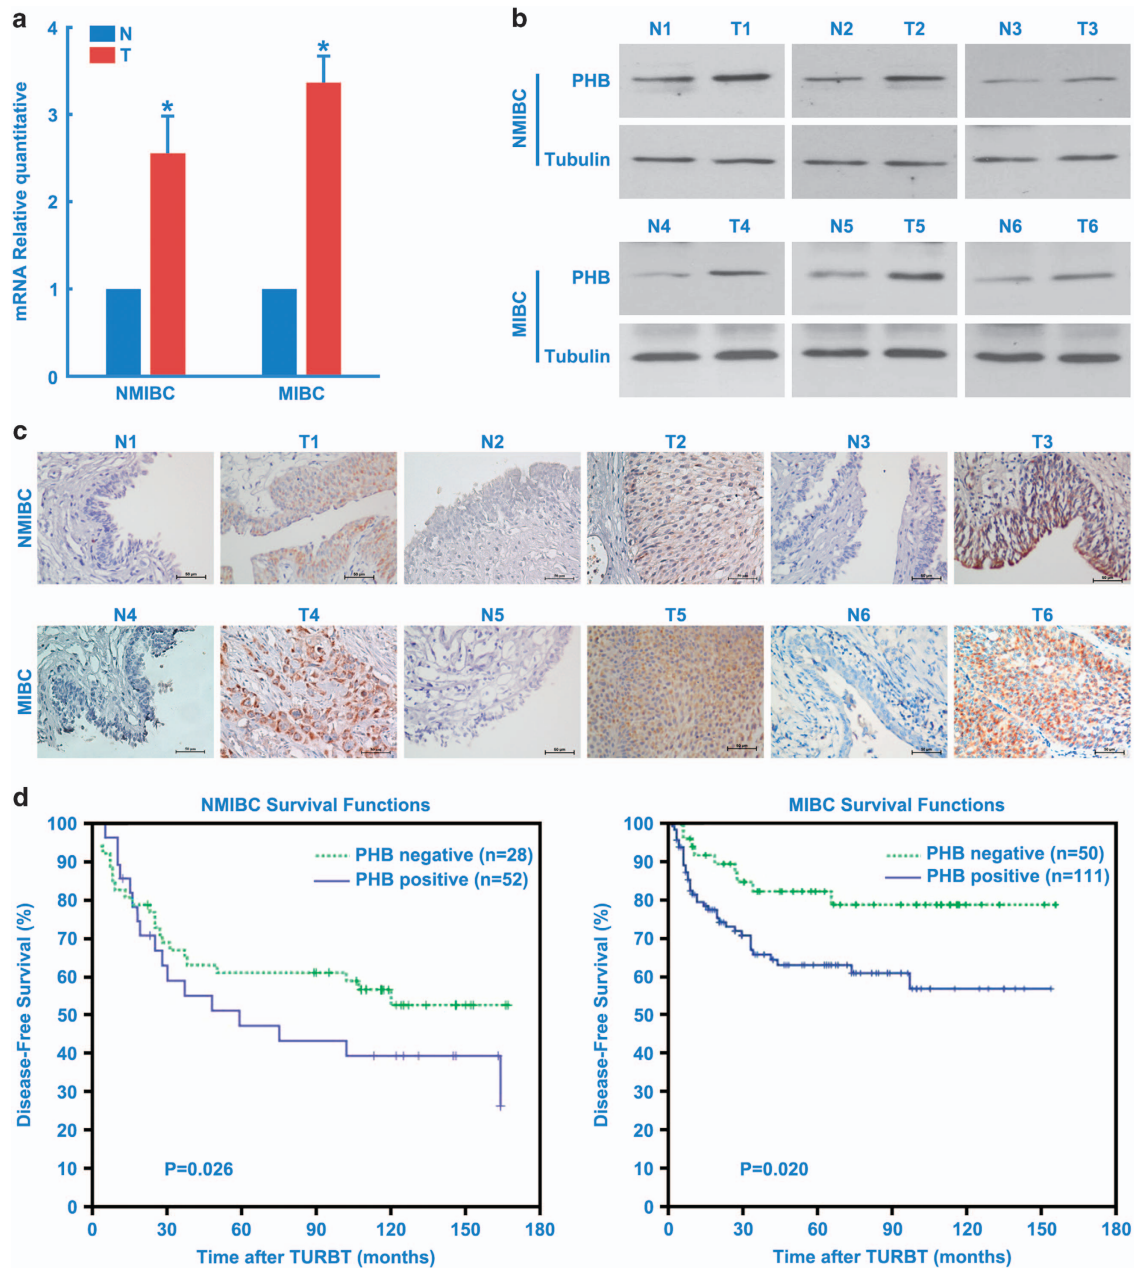 a
4
3
2
1
0
mRNA Relative quantitative
N
T
*
*
NMIBC
MIBC
b
N1 T1 N2 T2 N3 T3
NMIBC
PHB
Tubulin
N4 T4 N5 T5 N6 T6
MIBC
PHB
Tubulin
c
N1 T1 N2 T2 N3 T3
NMIBC
N4 T4 N5 T5 N6 T6
MIBC
d
NMIBC Survival Functions
PHB negative (n=28)
PHB positive (n=52)
Disease-Free Survival (%)
100
90
80
70
60
50
40
30
20
10
0
P=0.026
0 30 60 90 120 150 180
Time after TURBT (months)
MIBC Survival Functions
PHB negative (n=50)
PHB positive (n=111)
Disease-Free Survival (%)
100
90
80
70
60
50
40
30
20
10
0
P=0.020
0 30 60 90 120 150 180
Time after TURBT (months)